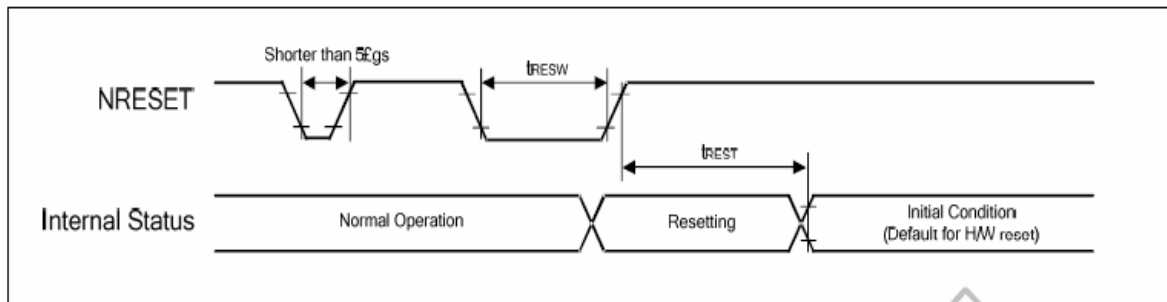 Shorter than 5£gs
tRESW
NRESET
tREST
Internal Status
Normal Operation
Resetting
Initial Condition
(Default for H/W reset)